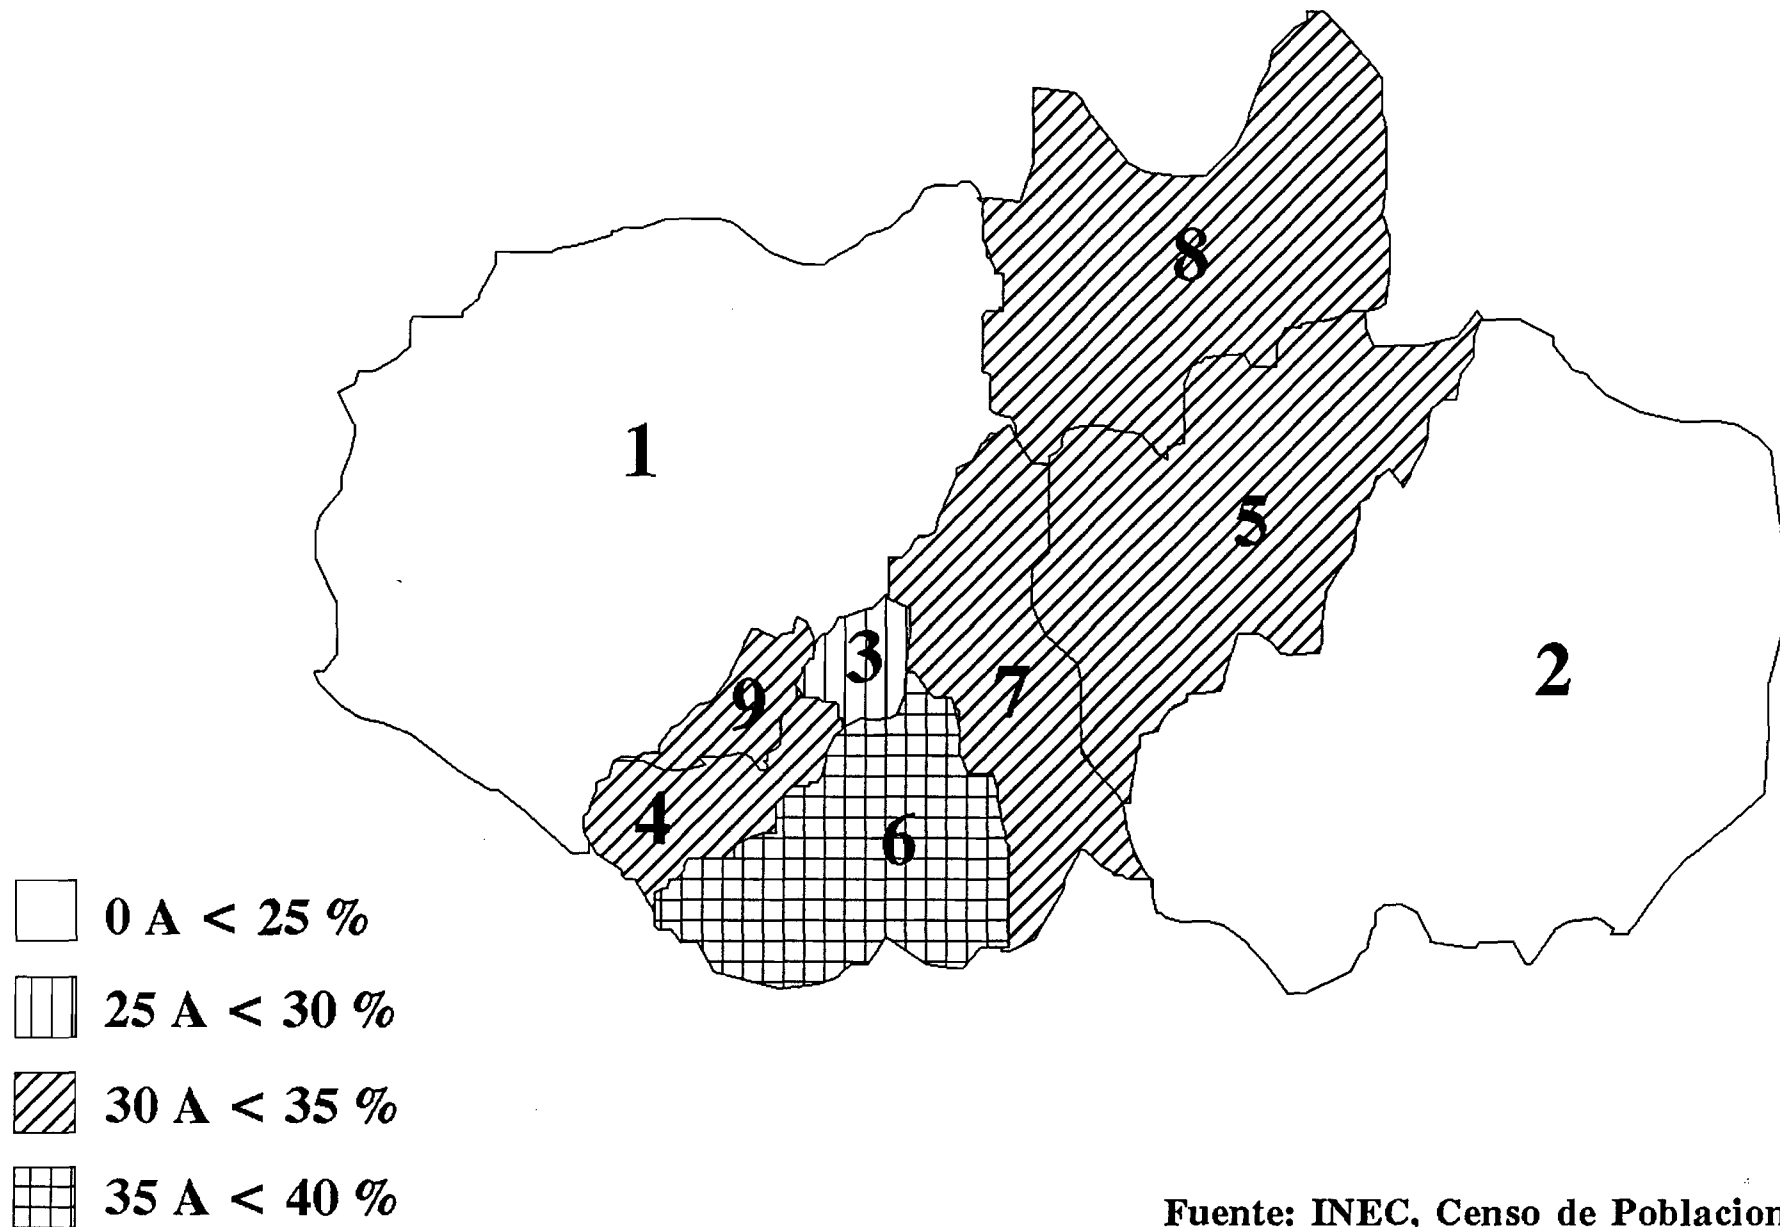 8
1
5
3
2
9
7
4
6
0 A < 25 %
25 A < 30 %
30 A < 35 %
35 A < 40 %
Fuente: INEC, Censo de Poblacion